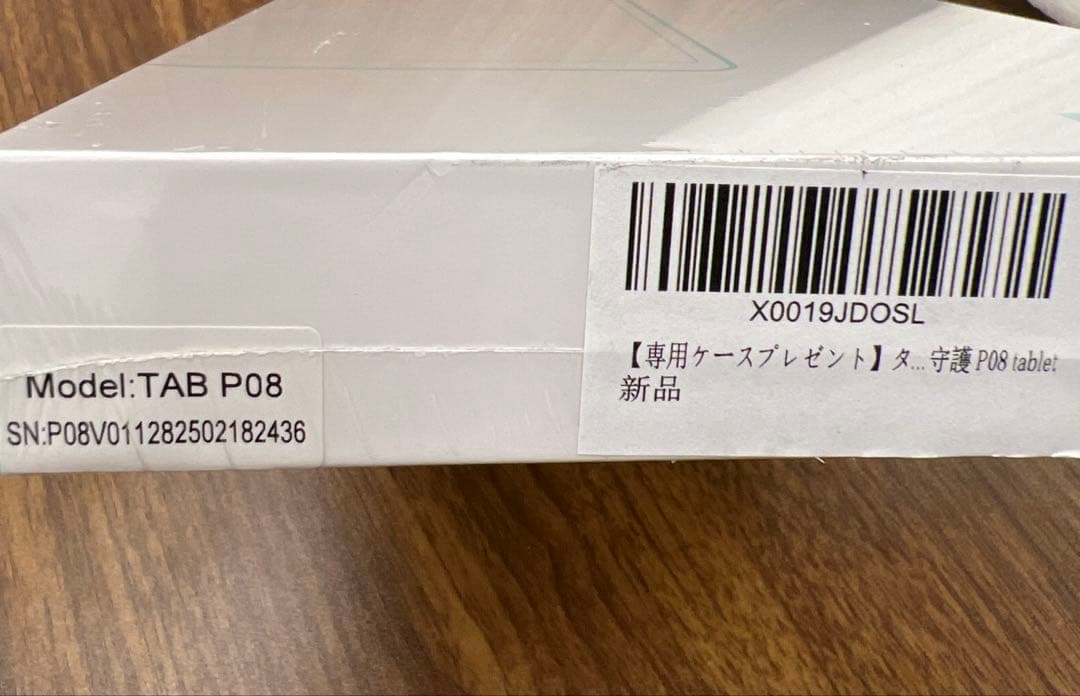 Model:TAB P08
SN:P08V011282502182436
X0019JDOSL
【専用ケースプレゼント】タ...守護 P08 tablet
新品